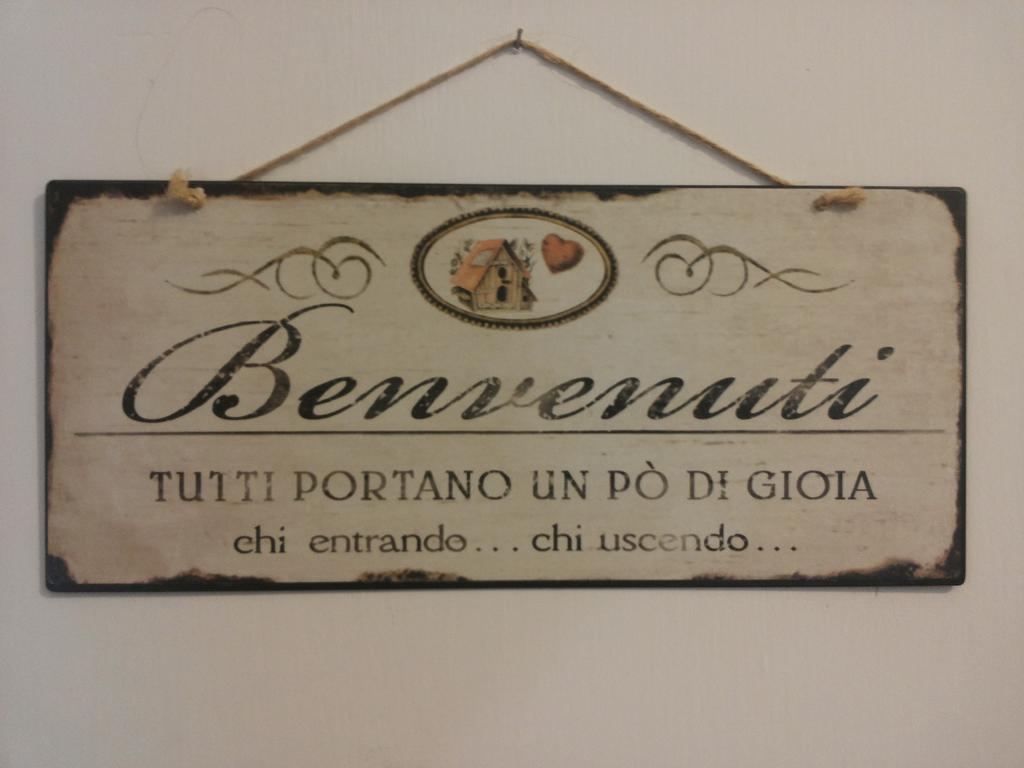 Benvenuti
TUTTI PORTANO UN PÒ DI GIOIA
chi entrando... chi uscendo...